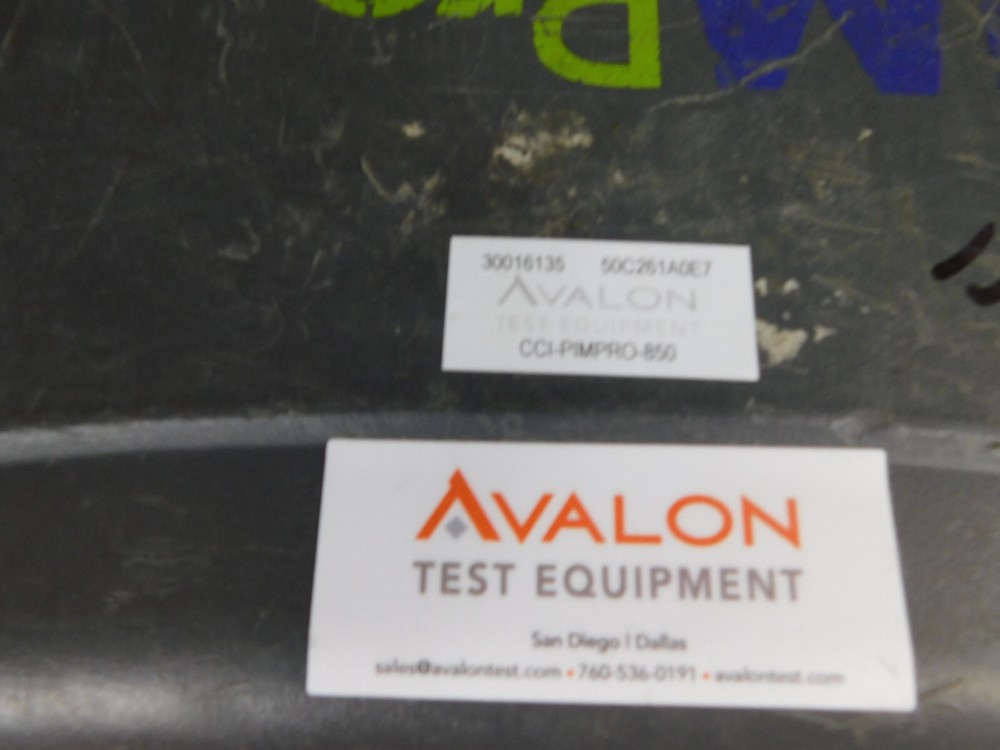 30016135 50C261A0E7
AVALON
TEST EQUIPMENT
CCI-PIMPRO-850
AVALON
TEST EQUIPMENT
San Diego | Dallas
sales@avalontest.com • 760-536-0191 • avalontest.com